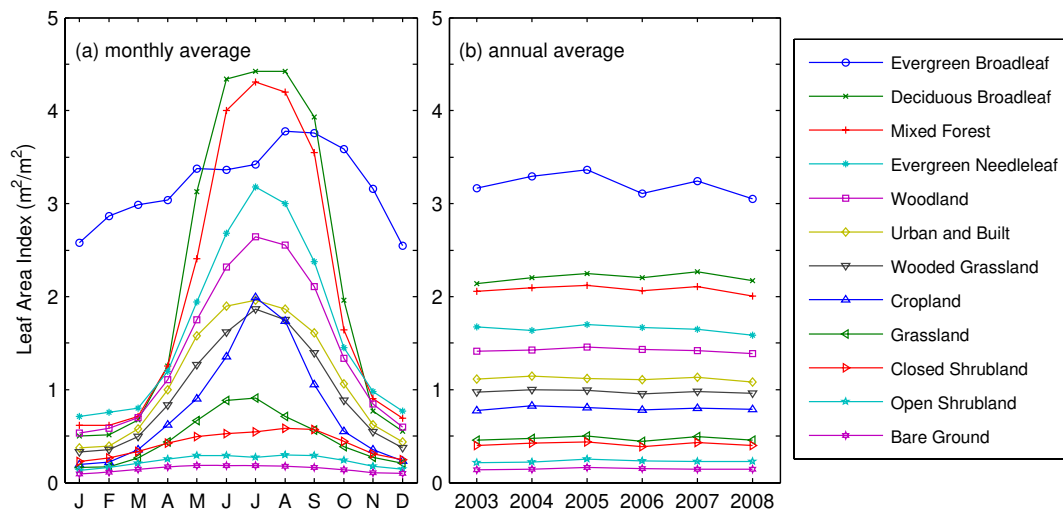 (a) monthly average
Leaf Area Index (m²/m²)
5
4
3
2
1
0
J F M A M J J A S O N D
(b) annual average
5
4
3
2
1
0
2003 2004 2005 2006 2007 2008
Evergreen Broadleaf
Deciduous Broadleaf
Mixed Forest
Evergreen Needleleaf
Woodland
Urban and Built
Wooded Grassland
Cropland
Grassland
Closed Shrubland
Open Shrubland
Bare Ground